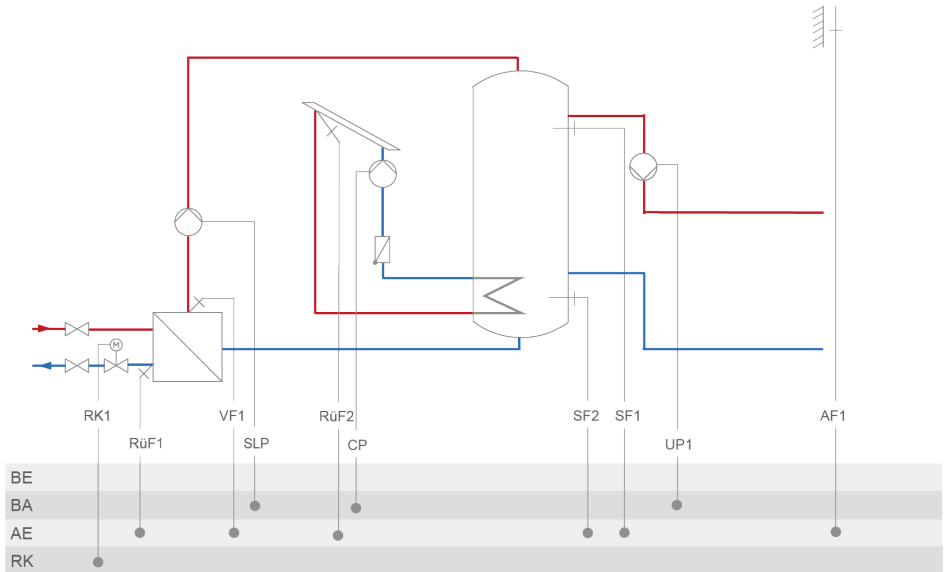 M
RK1 VF1 RüF2 SF2 SF1 AF1
RüF1 SLP CP UP1
BE
BA
AE
RK